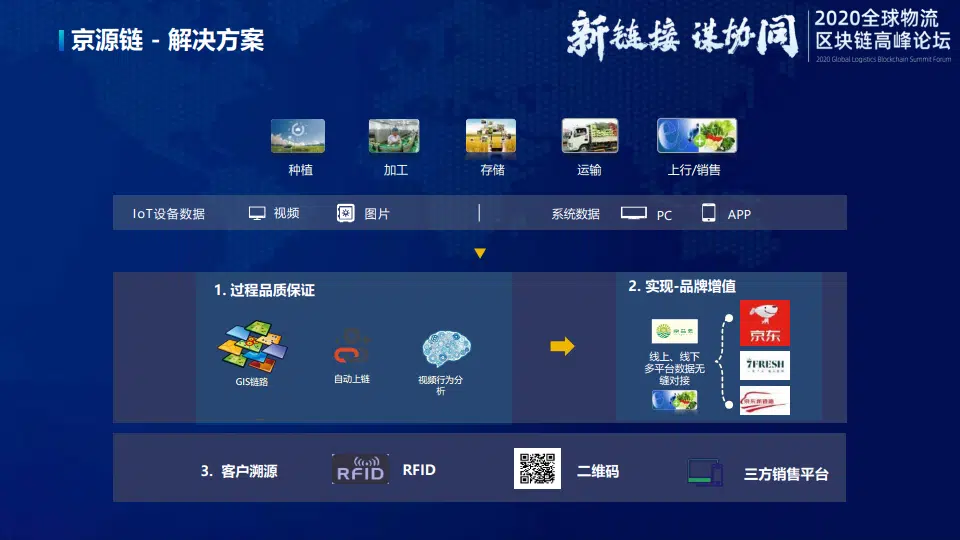 京源链 - 解决方案
新链接 谋协同
2020全球物流
区块链高峰论坛
2020 Global Logistics Blockchain Summit Forum
种植
加工
存储
运输
上行/销售
IoT设备数据
视频
图片
系统数据
PC
APP
1. 过程品质保证
GIS链路
自动上链
视频行为分
析
2. 实现-品牌增值
线上、线下
多平台数据无
缝对接
京东
7FRESH
3. 客户溯源
RFID
RFID
二维码
三方销售平台